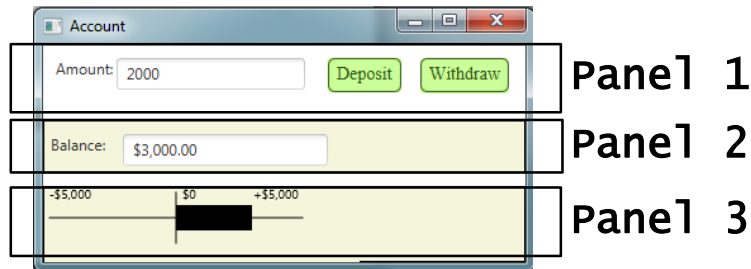 Account
Amount: 2000 Deposit Withdraw Panel 1
Balance: $3,000.00 Panel 2
-$5,000 $0 +$5,000
Panel 3